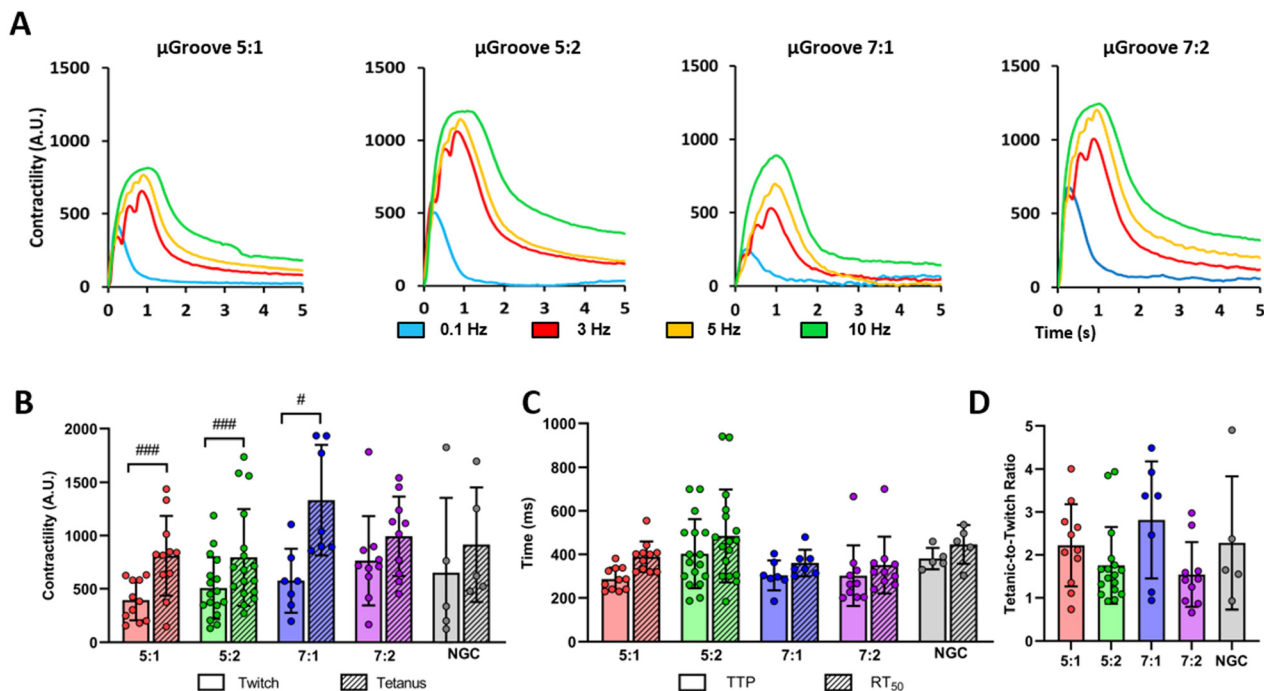 A
µGroove 5:1
µGroove 5:2
µGroove 7:1
µGroove 7:2
Contractility (A.U.)
1500
1000
500
0
0 1 2 3 4 5
1500
1000
500
0
0 1 2 3 4 5
1500
1000
500
0
0 1 2 3 4 5
1500
1000
500
0
0 1 2 3 4 5
0.1 Hz
3 Hz
5 Hz
10 Hz
Time (s)
B
Contractility (A.U.)
2000
1500
1000
500
0
###
###
#
5:1 5:2 7:1 7:2 NGC
Twitch
Tetanus
C
Time (ms)
1000
800
600
400
200
0
5:1 5:2 7:1 7:2 NGC
TTP
RT50
D
Tetanic-to-Twitch Ratio
5
4
3
2
1
0
5:1 5:2 7:1 7:2 NGC